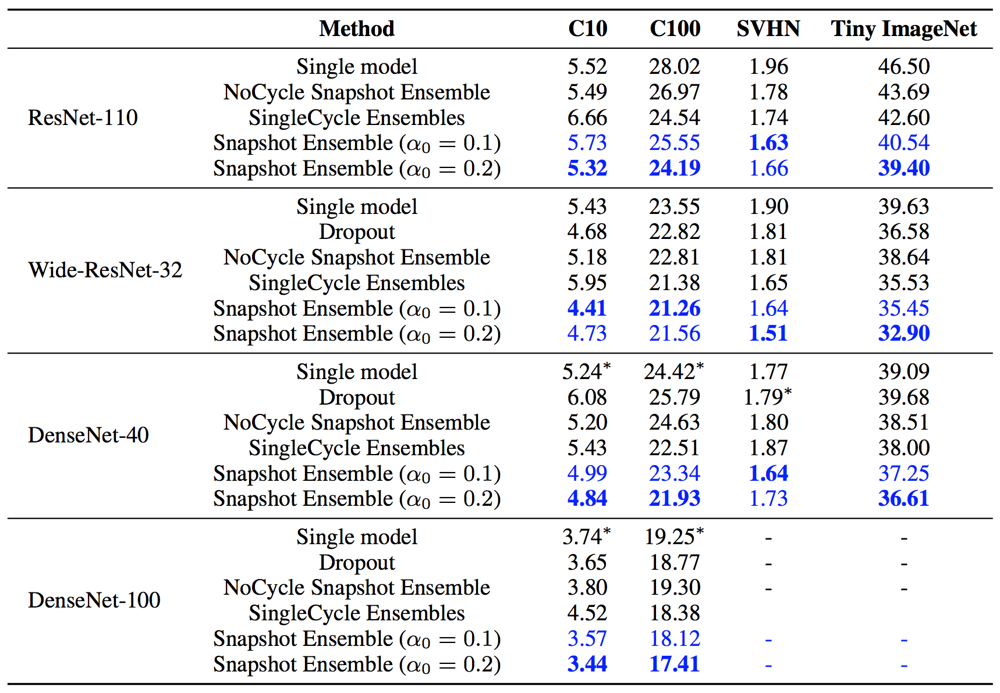 Method C10 C100 SVHN Tiny ImageNet
Single model 5.52 28.02 1.96 46.50
NoCycle Snapshot Ensemble 5.49 26.97 1.78 43.69
ResNet-110 SingleCycle Ensembles 6.66 24.54 1.74 42.60
Snapshot Ensemble (α₀ = 0.1) 5.73 25.55 1.63 40.54
Snapshot Ensemble (α₀ = 0.2) 5.32 24.19 1.66 39.40
Single model 5.43 23.55 1.90 39.63
Dropout 4.68 22.82 1.81 36.58
NoCycle Snapshot Ensemble 5.18 22.81 1.81 38.64
Wide-ResNet-32
SingleCycle Ensembles 5.95 21.38 1.65 35.53
Snapshot Ensemble (α₀ = 0.1) 4.41 21.26 1.64 35.45
Snapshot Ensemble (α₀ = 0.2) 4.73 21.56 1.51 32.90
Single model 5.24* 24.42* 1.77 39.09
Dropout 6.08 25.79 1.79* 39.68
NoCycle Snapshot Ensemble 5.20 24.63 1.80 38.51
DenseNet-40
SingleCycle Ensembles 5.43 22.51 1.87 38.00
Snapshot Ensemble (α₀ = 0.1) 4.99 23.34 1.64 37.25
Snapshot Ensemble (α₀ = 0.2) 4.84 21.93 1.73 36.61
Single model 3.74* 19.25* - -
Dropout 3.65 18.77 - -
NoCycle Snapshot Ensemble 3.80 19.30 - -
DenseNet-100
SingleCycle Ensembles 4.52 18.38
Snapshot Ensemble (α₀ = 0.1) 3.57 18.12 - -
Snapshot Ensemble (α₀ = 0.2) 3.44 17.41 - -